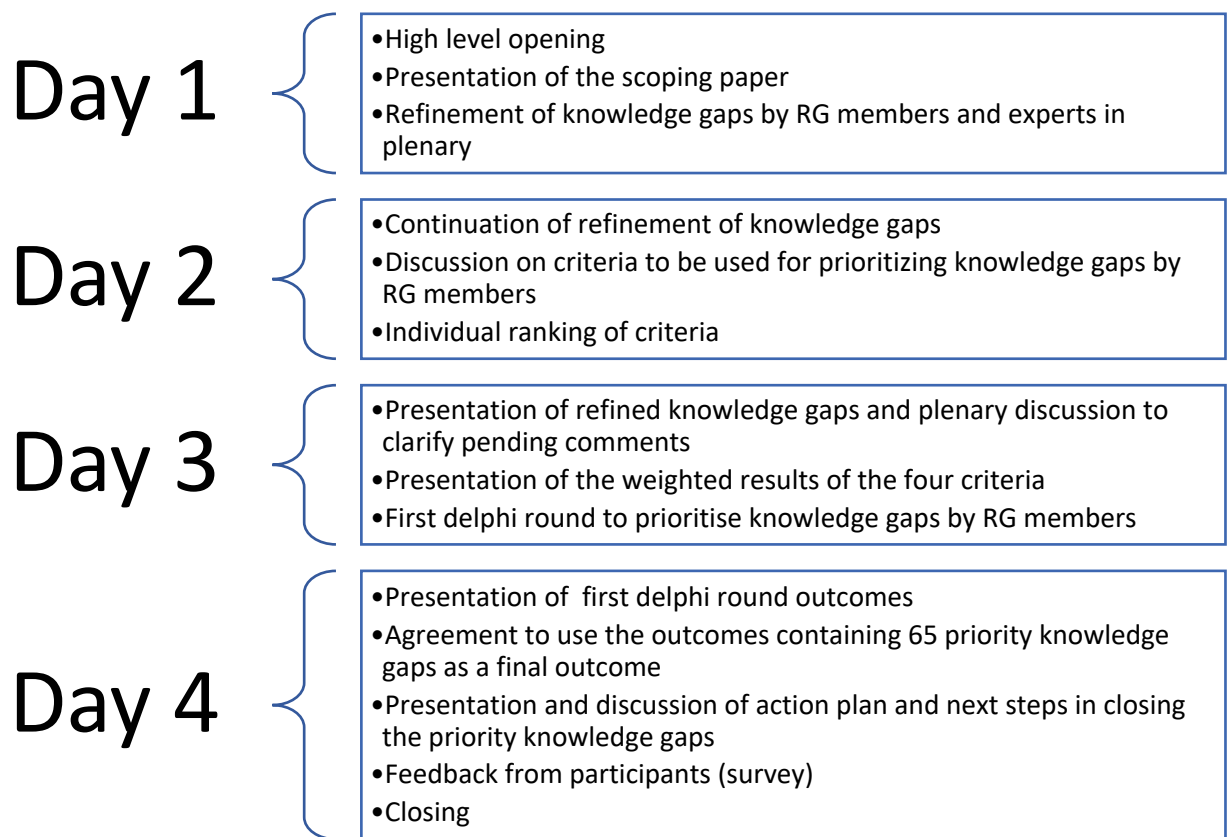 Day 1
•High level opening
•Presentation of the scoping paper
•Refinement of knowledge gaps by RG members and experts in
plenary
Day 2
•Continuation of refinement of knowledge gaps
•Discussion on criteria to be used for prioritizing knowledge gaps by
RG members
•Individual ranking of criteria
Day 3
•Presentation of refined knowledge gaps and plenary discussion to
clarify pending comments
•Presentation of the weighted results of the four criteria
•First delphi round to prioritise knowledge gaps by RG members
Day 4
•Presentation of  first delphi round outcomes
•Agreement to use the outcomes containing 65 priority knowledge
gaps as a final outcome
•Presentation and discussion of action plan and next steps in closing
the priority knowledge gaps
•Feedback from participants (survey)
•Closing